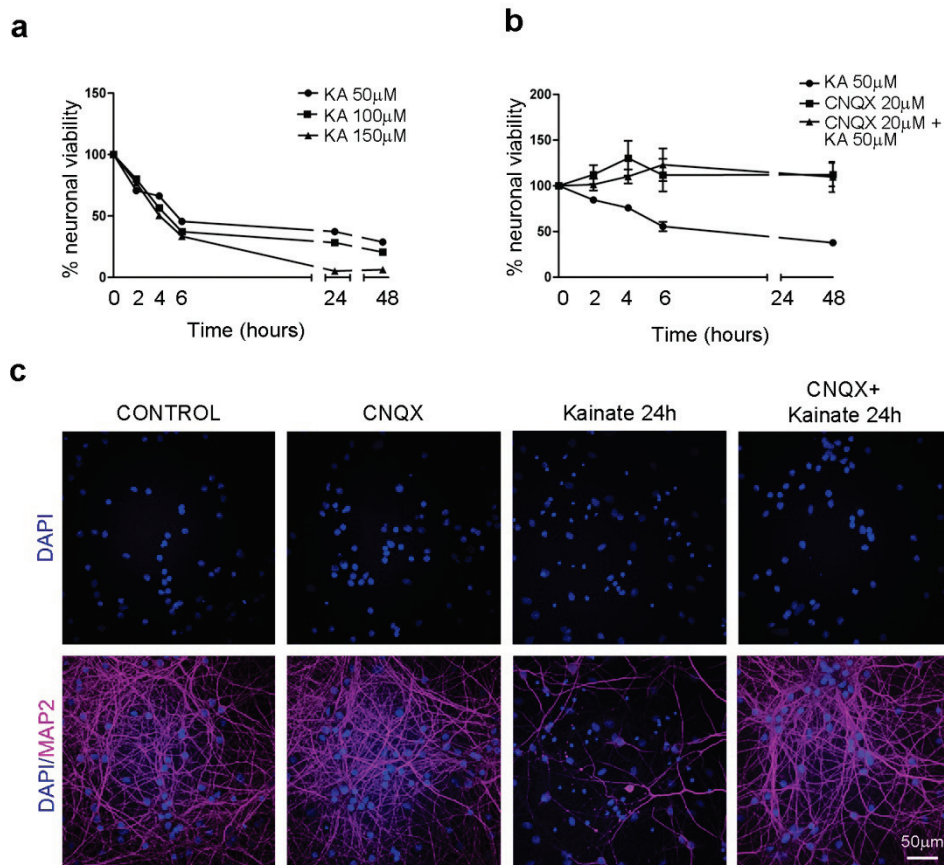 a
150
100
50
0
% neuronal viability
KA 50μM
KA 100μM
KA 150μM
0 2 4 6 24 48
Time (hours)
b
200
150
100
50
0
% neuronal viability
KA 50μM
CNQX 20μM
CNQX 20μM +
KA 50μM
0 2 4 6 24 48
Time (hours)
c
CONTROL
CNQX
Kainate 24h
CNQX+
Kainate 24h
DAPI
DAPI/MAP2
50μm